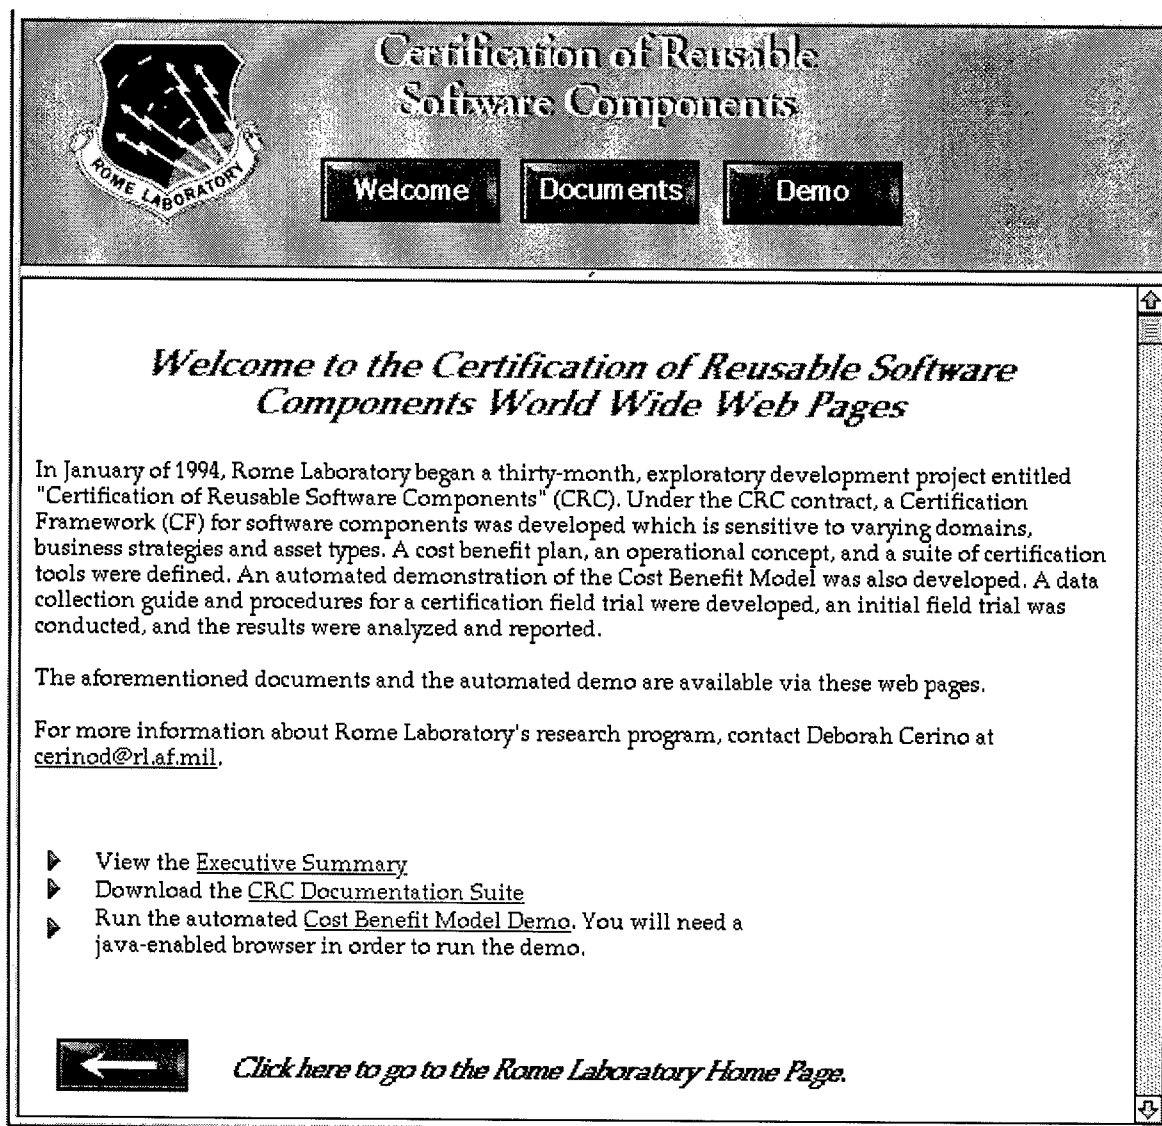 Certification of Reusable
Software Components
ROME LABORATORY
Welcome
Documents
Demo
Welcome to the Certification of Reusable Software
Components World Wide Web Pages
In January of 1994, Rome Laboratory began a thirty-month, exploratory development project entitled
"Certification of Reusable Software Components" (CRC). Under the CRC contract, a Certification
Framework (CF) for software components was developed which is sensitive to varying domains,
business strategies and asset types. A cost benefit plan, an operational concept, and a suite of certification
tools were defined. An automated demonstration of the Cost Benefit Model was also developed. A data
collection guide and procedures for a certification field trial were developed, an initial field trial was
conducted, and the results were analyzed and reported.
The aforementioned documents and the automated demo are available via these web pages.
For more information about Rome Laboratory's research program, contact Deborah Cerino at
cerinod@rl.af.mil.
View the Executive Summary
Download the CRC Documentation Suite
Run the automated Cost Benefit Model Demo. You will need a
java-enabled browser in order to run the demo.
Click here to go to the Rome Laboratory Home Page.